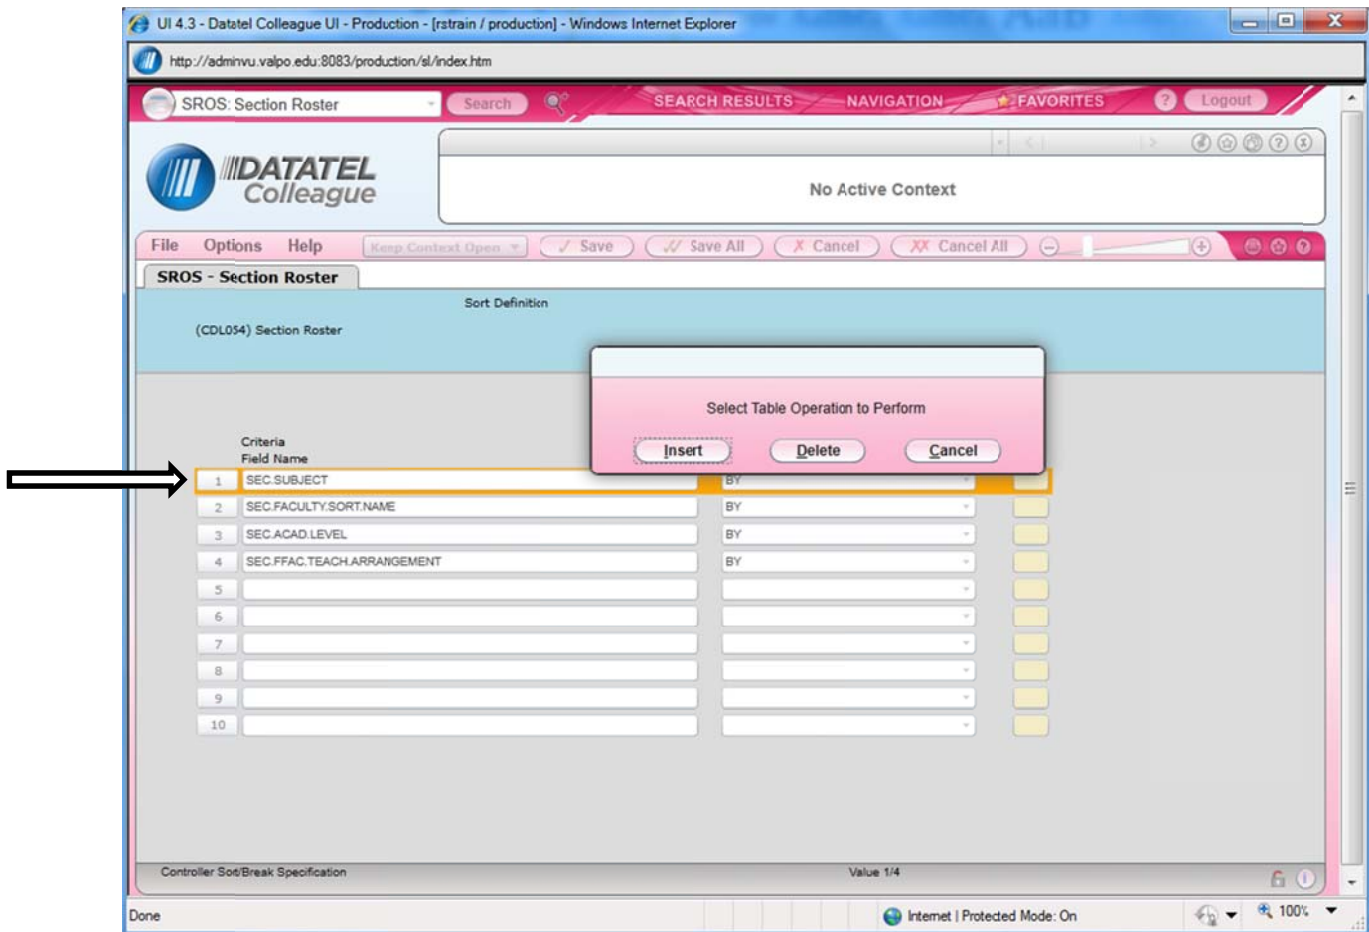 UI 4.3 - Datatel Colleague UI - Production - [rstrain / production] - Windows Internet Explorer
http://adminvu.valpo.edu:8083/production/sl/index.htm
SROS: Section Roster Search SEARCH RESULTS NAVIGATION FAVORITES ? Logout
DATATEL
Colleague
No Active Context
File Options Help Keep Context Open Save Save All Cancel Cancel All
SROS - Section Roster
Sort Definition
(CDL054) Section Roster
Select Table Operation to Perform
Insert Delete Cancel
Criteria
Field Name
1 SEC.SUBJECT BY
2 SEC.FACULTY.SORT.NAME BY
3 SEC.ACAD.LEVEL BY
4 SEC.FFAC.TEACH.ARRANGEMENT BY
5
6
7
8
9
10
Controller Sort/Break Specification Value 1/4
Done Internet | Protected Mode: On 100%